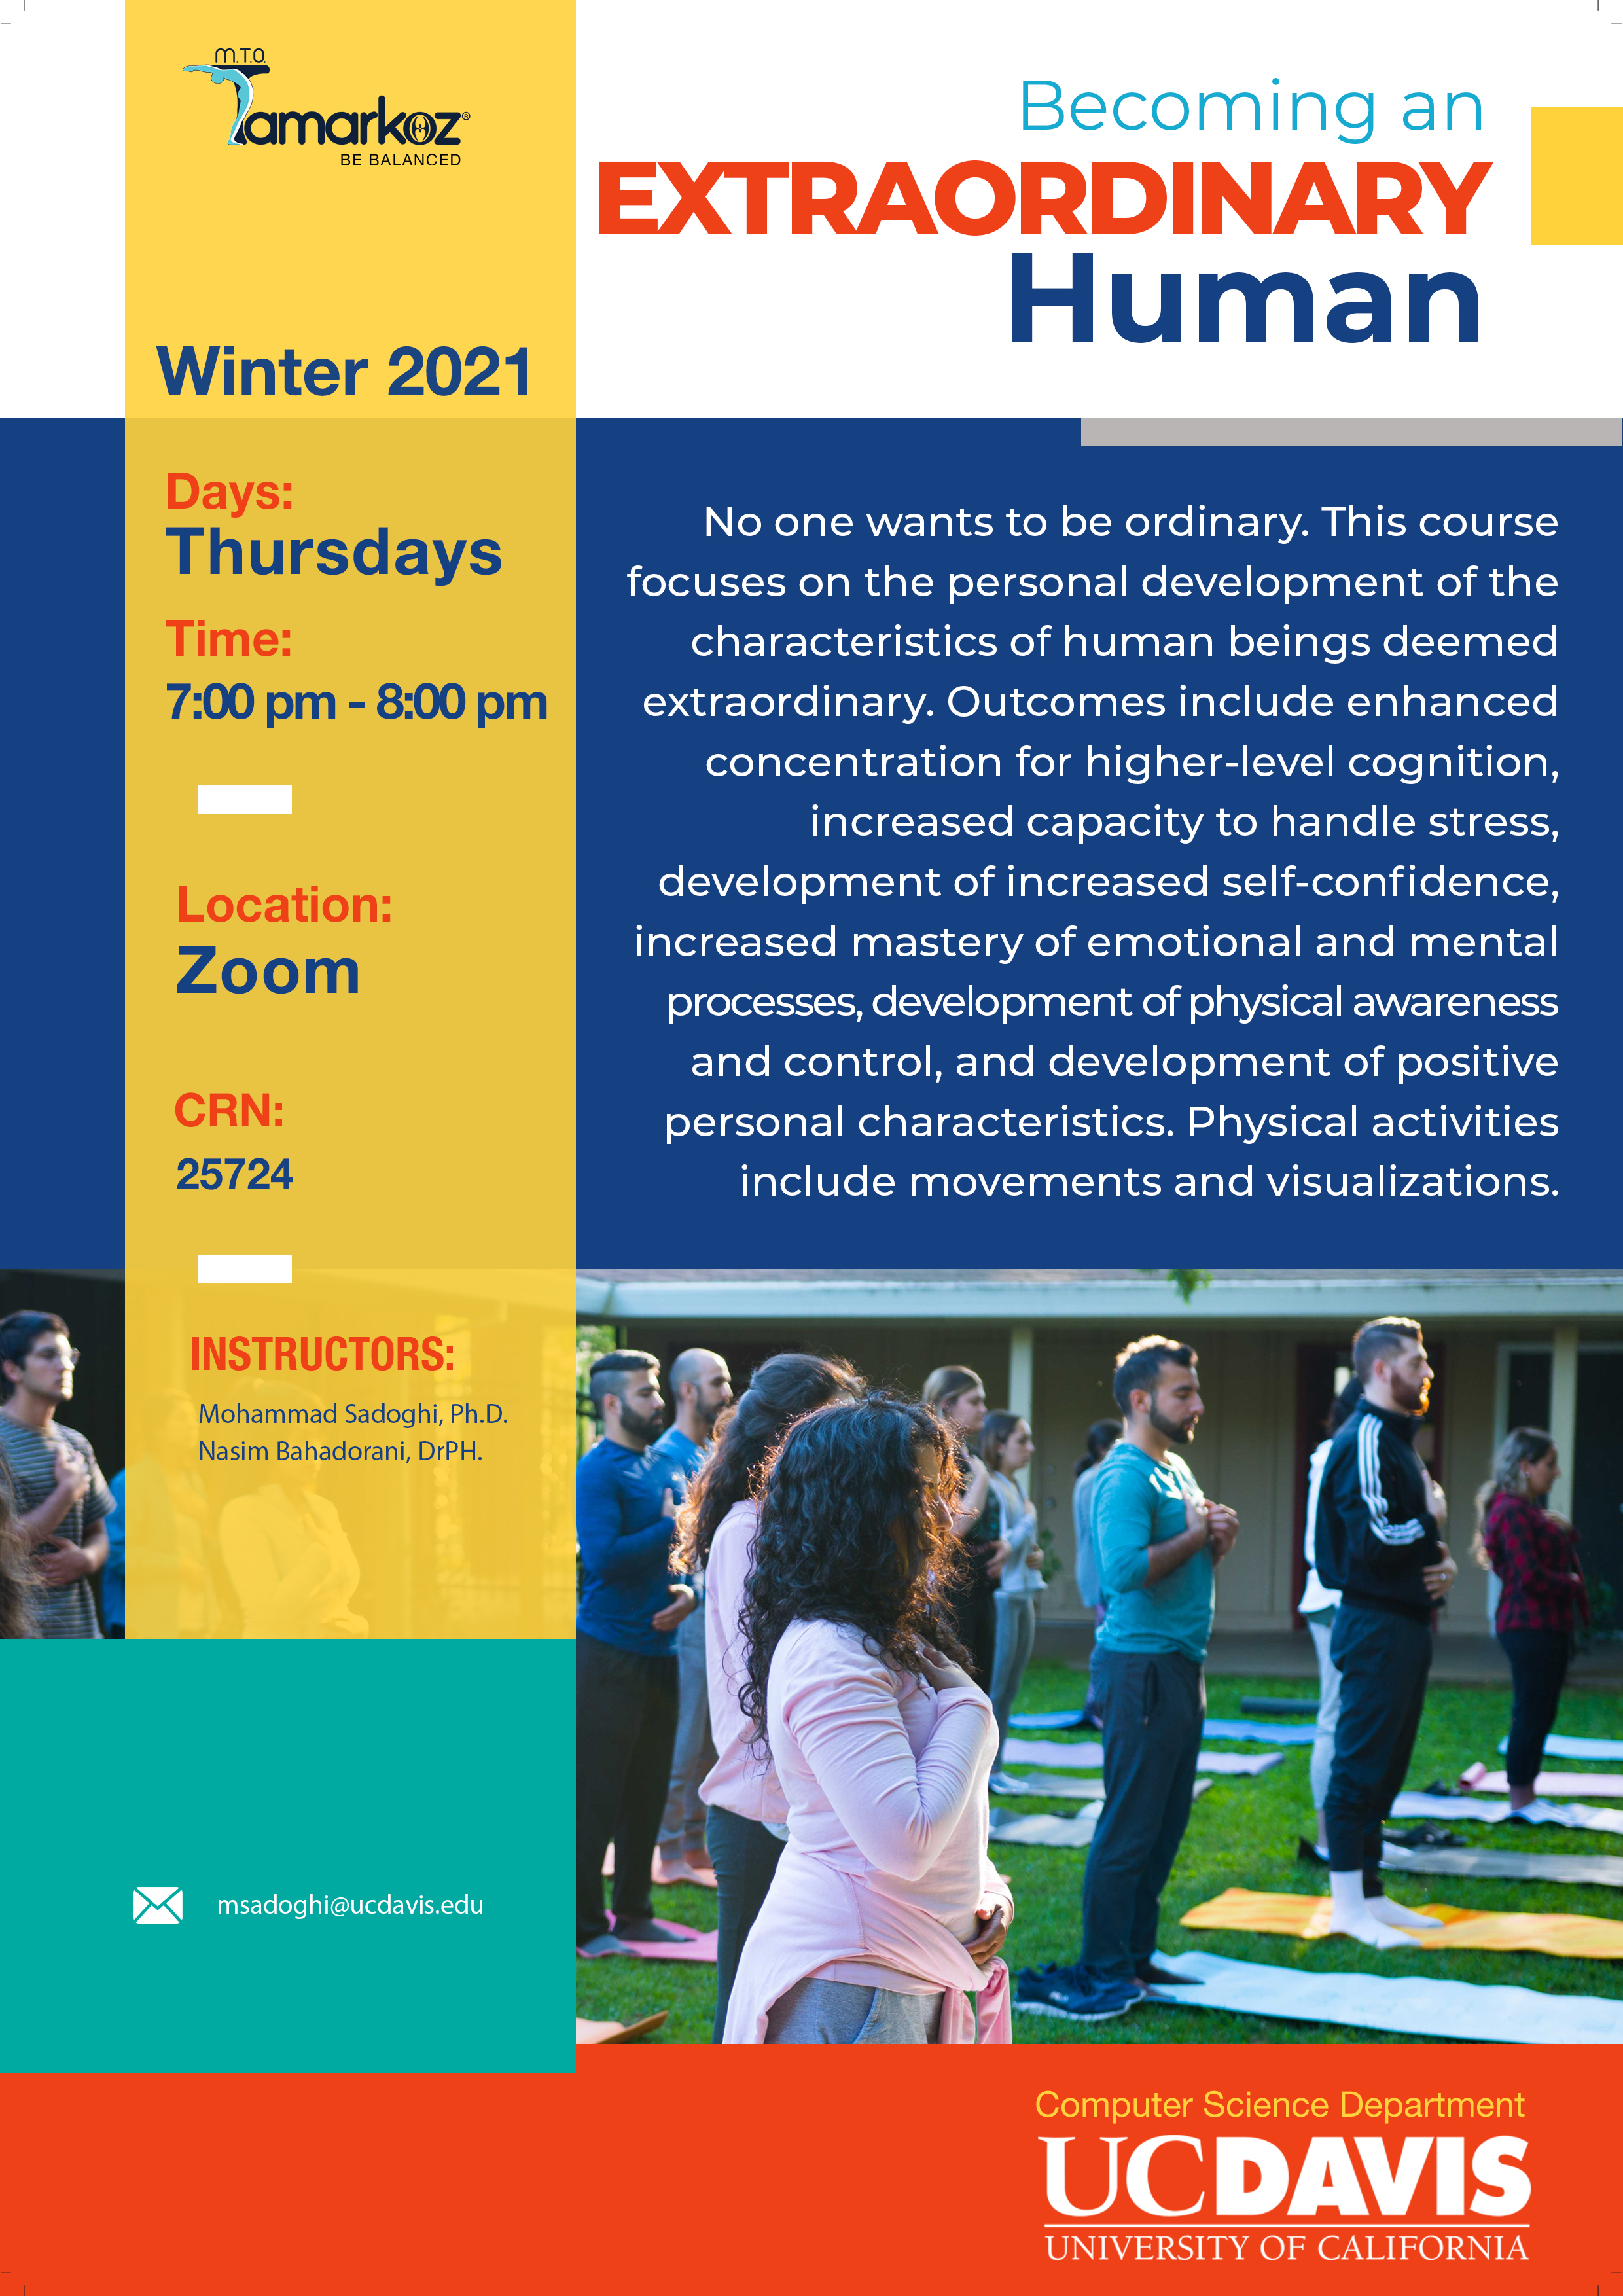 M.T.O.
Tamarkoz®
BE BALANCED
Becoming an
EXTRAORDINARY
Human
Winter 2021
Days:
Thursdays
Time:
7:00 pm - 8:00 pm
Location:
Zoom
CRN:
25724
INSTRUCTORS:
Mohammad Sadoghi, Ph.D.
Nasim Bahadorani, DrPH.
No one wants to be ordinary. This course
focuses on the personal development of the
characteristics of human beings deemed
extraordinary. Outcomes include enhanced
concentration for higher-level cognition,
increased capacity to handle stress,
development of increased self-confidence,
increased mastery of emotional and mental
processes, development of physical awareness
and control, and development of positive
personal characteristics. Physical activities
include movements and visualizations.
msadoghi@ucdavis.edu
Computer Science Department
UCDAVIS
UNIVERSITY OF CALIFORNIA